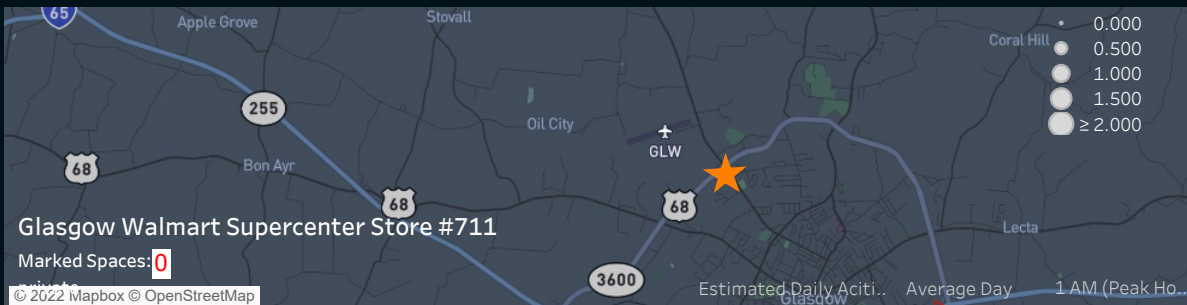 65
Apple Grove
Stovall
Coral Hill
0.000
0.500
1.000
1.500
≥ 2.000
255
Oil City
GLW
68
Bon Ayr
68
68
Glasgow Walmart Supercenter Store #711
Lecta
Marked Spaces: 0
private
3600
Estimated Daily Aciti.. Average Day 1 AM (Peak Ho..
Glasgow
© 2022 Mapbox © OpenStreetMap